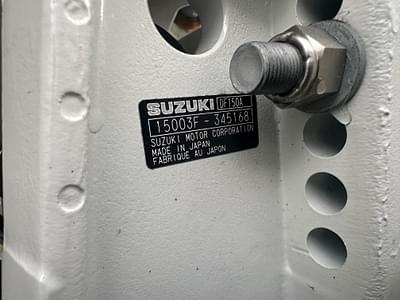 SUZUKI DF150A
15003F - 345168
SUZUKI MOTOR CORPORATION
MADE IN JAPAN
FABRIQUE AU JAPON